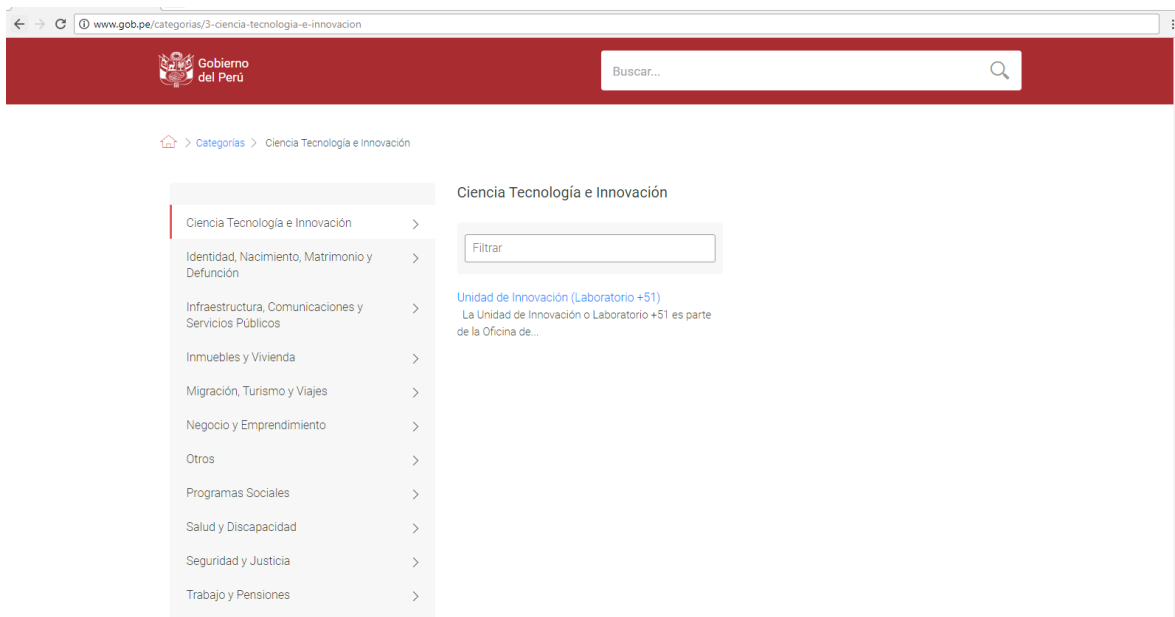 www.gob.pe/categorias/3-ciencia-tecnologia-e-innovacion
Gobierno
del Perú
Buscar...
> Categorías > Ciencia Tecnología e Innovación
Ciencia Tecnología e Innovación
Identidad, Nacimiento, Matrimonio y
Defunción
Infraestructura, Comunicaciones y
Servicios Públicos
Inmuebles y Vivienda
Migración, Turismo y Viajes
Negocio y Emprendimiento
Otros
Programas Sociales
Salud y Discapacidad
Seguridad y Justicia
Trabajo y Pensiones
Ciencia Tecnología e Innovación
Filtrar
Unidad de Innovación (Laboratorio +51)
La Unidad de Innovación o Laboratorio +51 es parte
de la Oficina de...